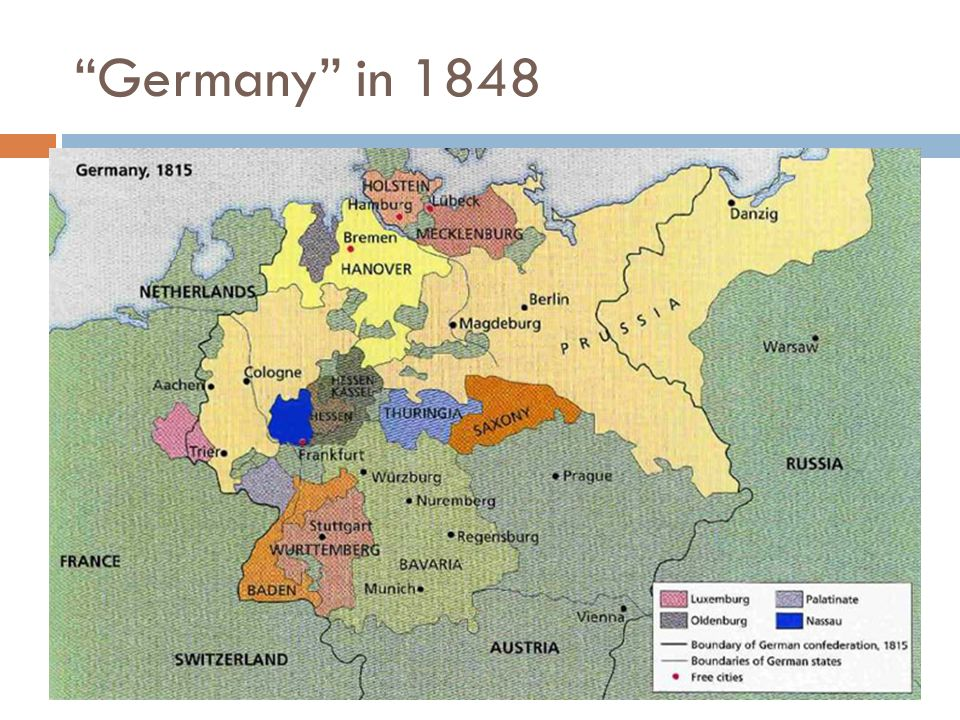 “Germany” in 1848
Germany, 1815
HOLSTEIN
Hamburg
Lübeck
MECKLENBURG
Danzig
Bremen
HANOVER
NETHERLANDS
Berlin
Magdeburg
PRUSSIA
Warsaw
Aachen
Cologne
HESSEN
KASSEL
HESSEN
THURINGIA
SAXONY
Trier
Frankfurt
Würzburg
Prague
RUSSIA
Nuremberg
Stuttgart
Regensburg
WURTTEMBERG
FRANCE
BAVARIA
BADEN
Munich
Vienna
SWITZERLAND
AUSTRIA
Luxemburg
Palatinate
Oldenburg
Nassau
Boundary of German confederation, 1815
Boundaries of German states
Free cities